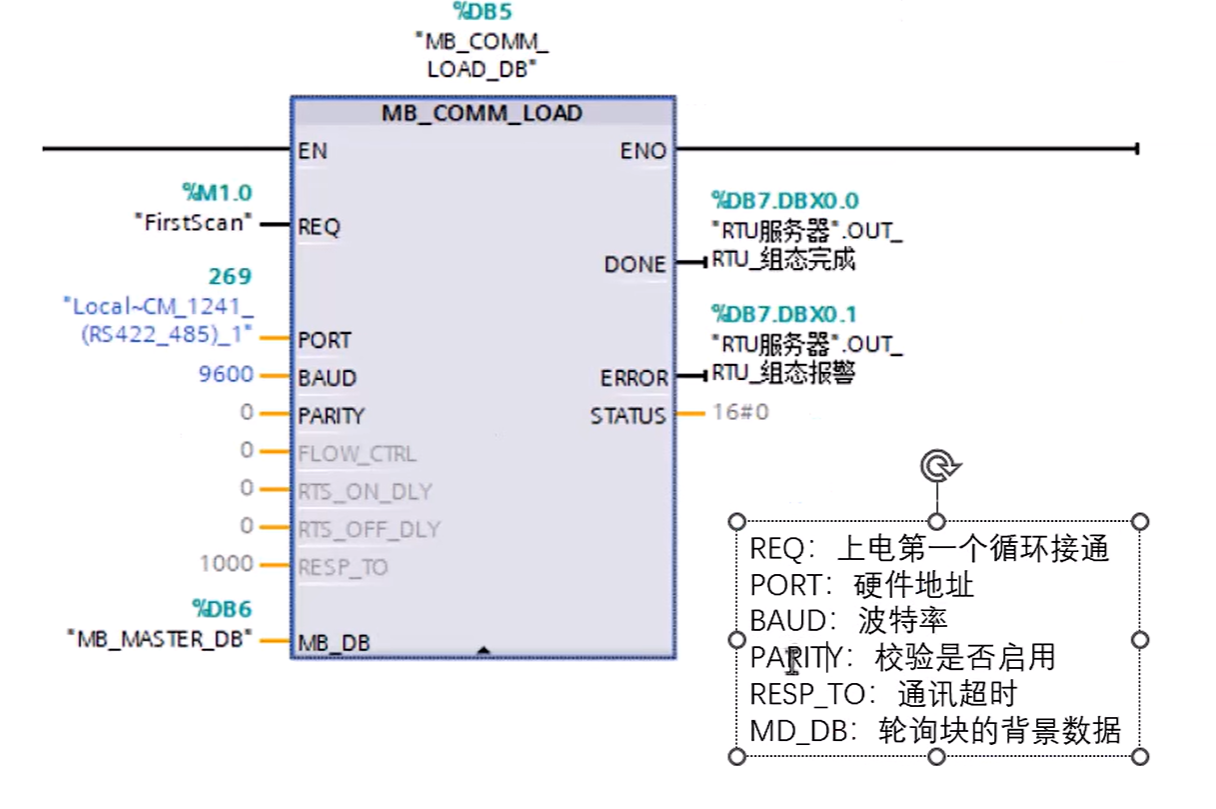 %DB5
"MB_COMM_
LOAD_DB"
MB_COMM_LOAD
EN
ENO
%M1.0
"FirstScan"
REQ
%DB7.DBX0.0
"RTU服务器".OUT_
RTU_组态完成
DONE
269
"Local~CM_1241_
(RS422_485)_1"
PORT
%DB7.DBX0.1
"RTU服务器".OUT_
RTU_组态报警
9600
BAUD
ERROR
0
PARITY
STATUS
16#0
0
FLOW_CTRL
0
RTS_ON_DLY
0
RTS_OFF_DLY
1000
RESP_TO
%DB6
"MB_MASTER_DB"
MB_DB
REQ：上电第一个循环接通
PORT：硬件地址
BAUD：波特率
PARITY：校验是否启用
RESP_TO：通讯超时
MD_DB：轮询块的背景数据